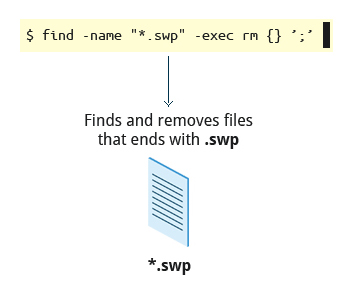 $ find -name "*.swp" -exec rm {} ’;’
Finds and removes files
that ends with .swp
*.swp